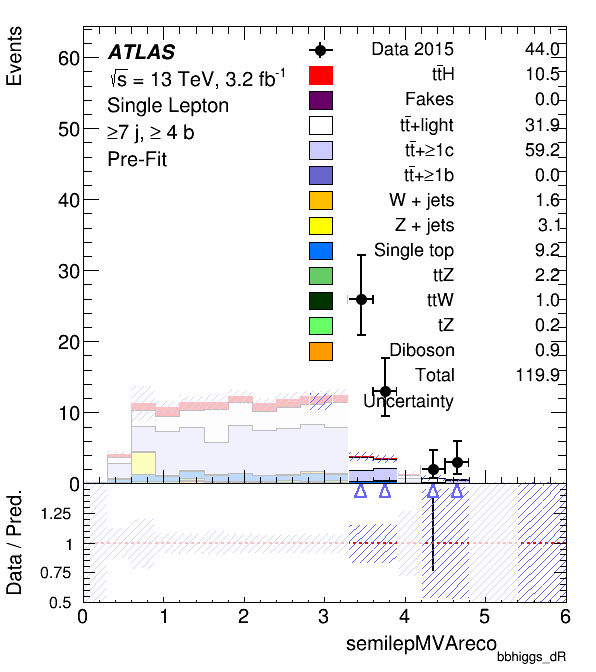 Events
60
50
40
30
20
10
0
ATLAS
√s = 13 TeV, 3.2 fb-1
Single Lepton
≥7 j, ≥ 4 b
Pre-Fit
Data 2015 44.0
tt̄H 10.5
Fakes 0.0
tt̄+light 31.9
tt̄+≥1c 59.2
tt̄+≥1b 0.0
W + jets 1.6
Z + jets 3.1
Single top 9.2
ttZ 2.2
ttW 1.0
tZ 0.2
Diboson 0.9
Total 119.9
Uncertainty
Data / Pred.
1.25
1
0.75
0.5
0 1 2 3 4 5 6
semilepMVAreco
bbhiggs_dR